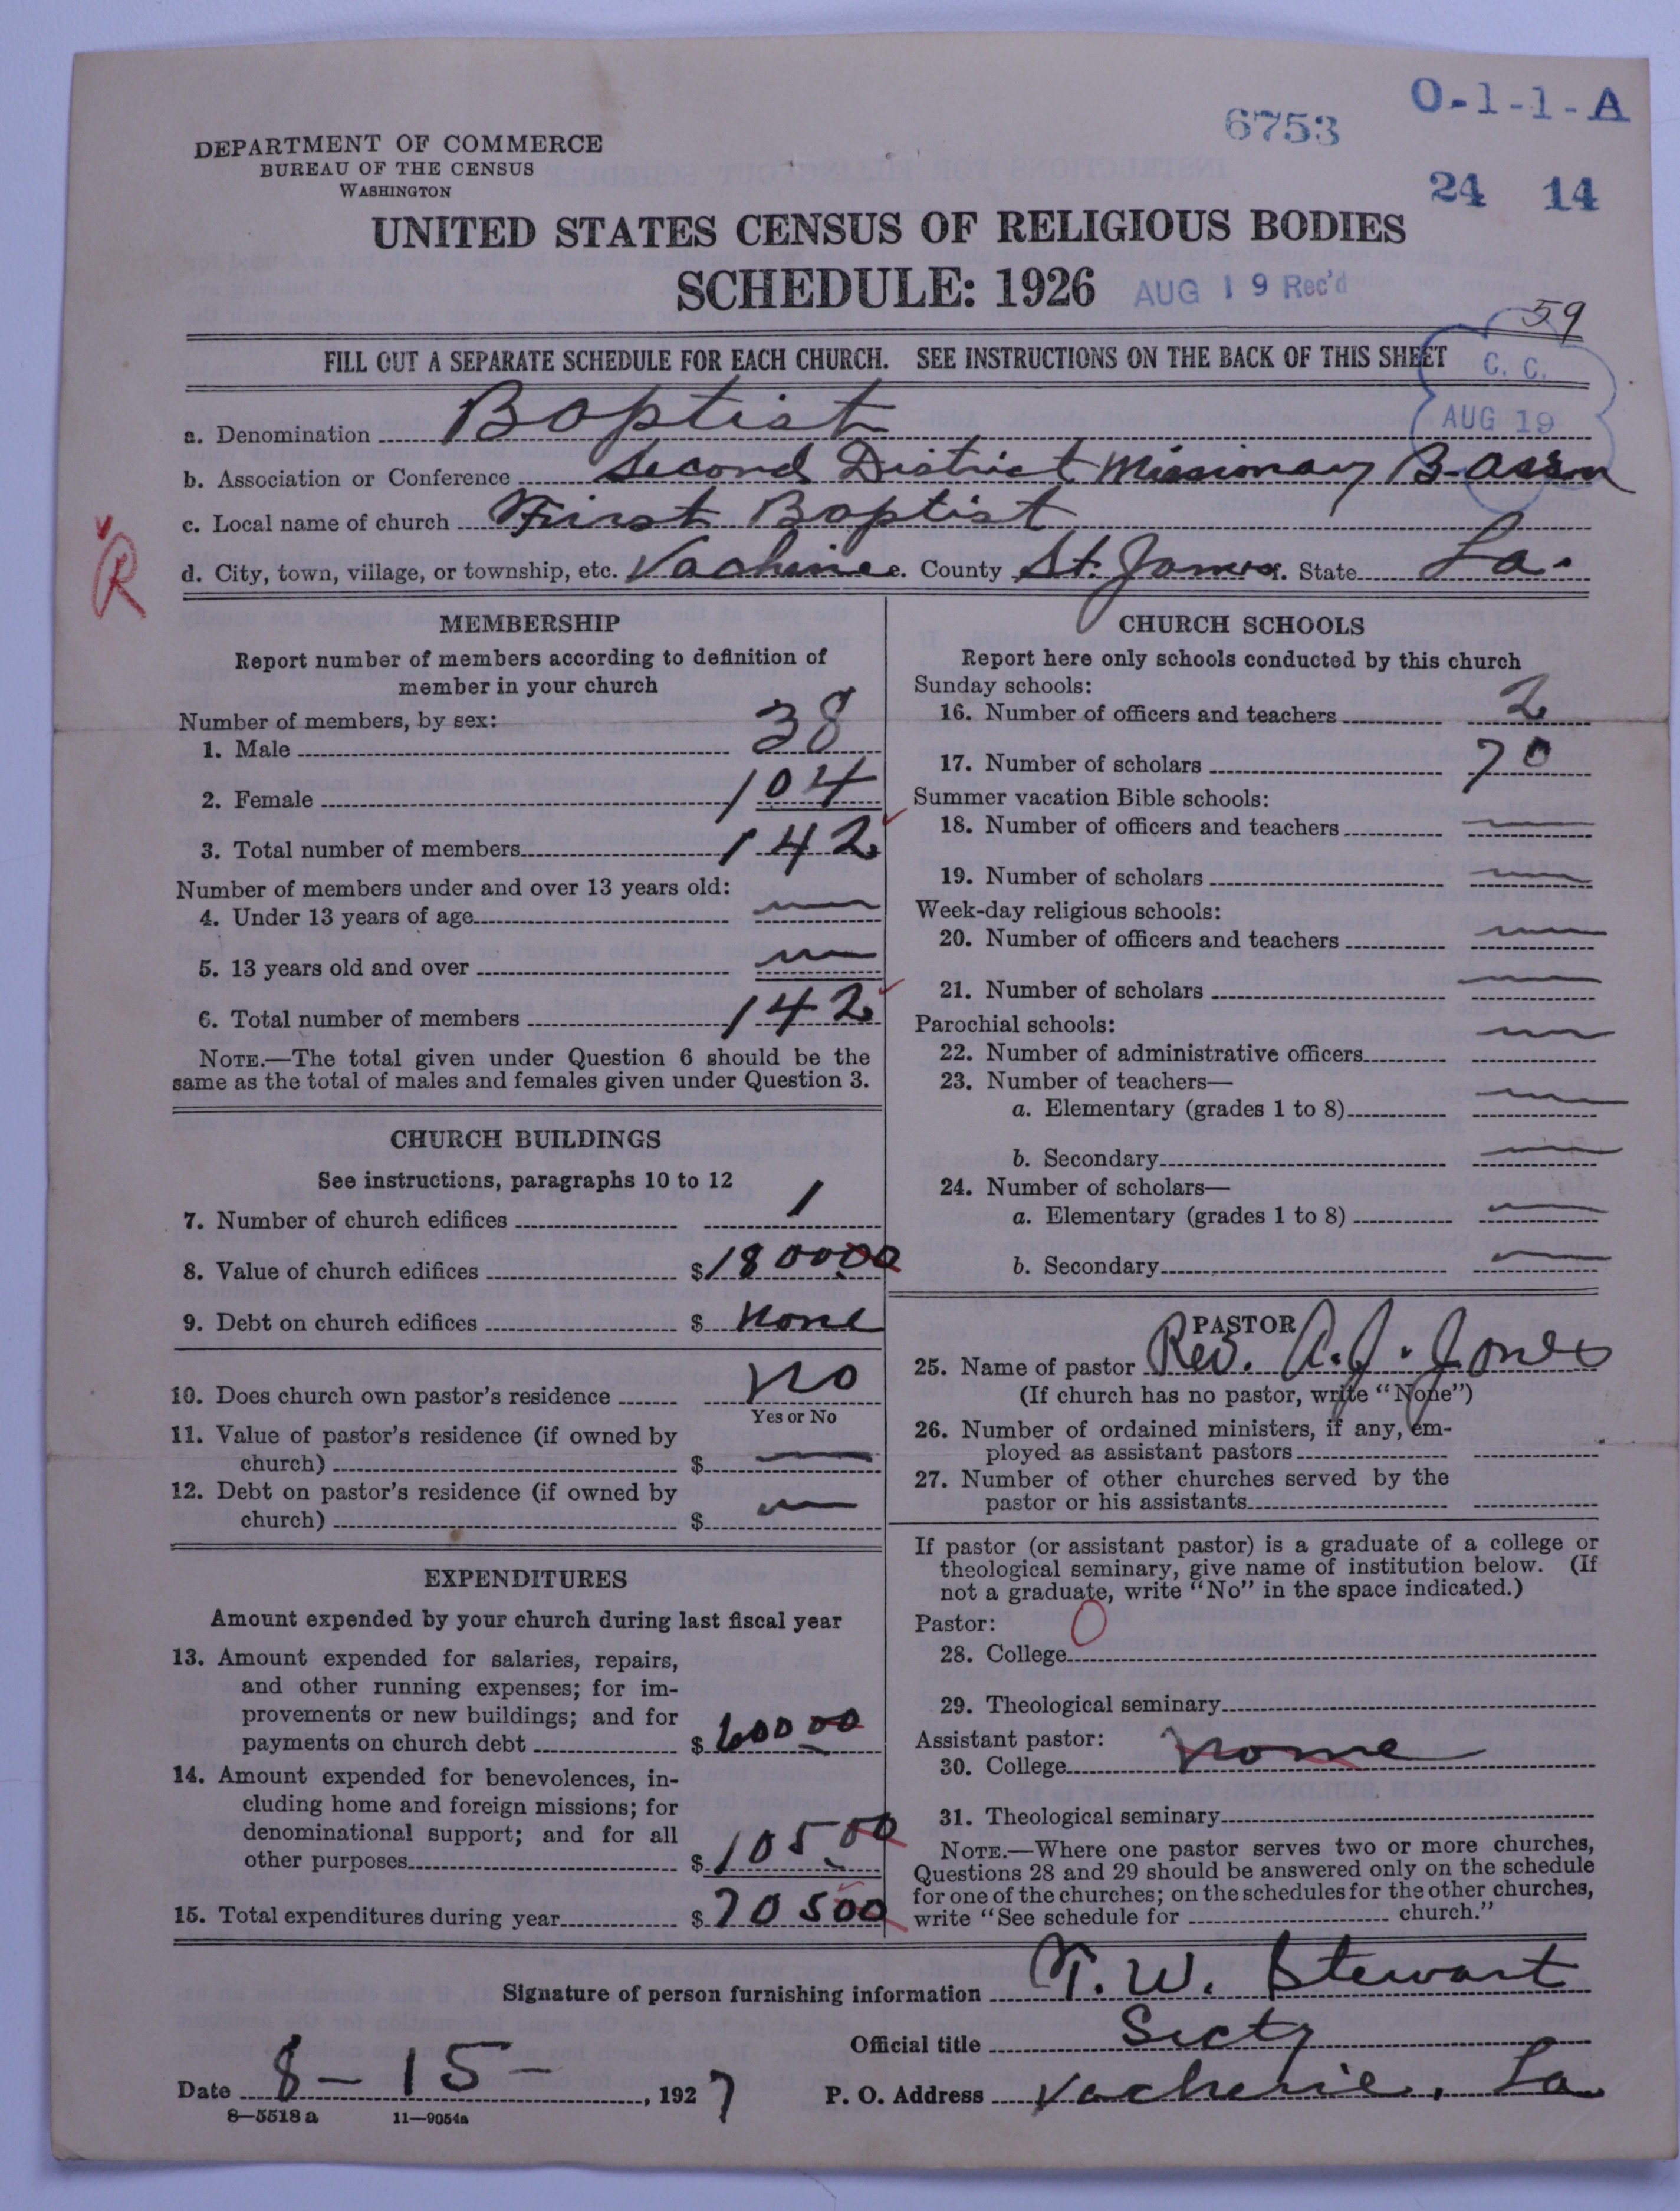 O-1-1-A
6753
24 14
DEPARTMENT OF COMMERCE
BUREAU OF THE CENSUS
WASHINGTON
UNITED STATES CENSUS OF RELIGIOUS BODIES
SCHEDULE: 1926 AUG 19 Rec'd
59
FILL OUT A SEPARATE SCHEDULE FOR EACH CHURCH. SEE INSTRUCTIONS ON THE BACK OF THIS SHEET
C. C.
AUG 19
a. Denomination Baptist
b. Association or Conference Second District Missionary B-Assn
c. Local name of church First Baptist
R
d. City, town, village, or township, etc. Vacherie e. County St. James f. State La.
MEMBERSHIP
Report number of members according to definition of
member in your church
Number of members, by sex:
1. Male 38
2. Female 104
3. Total number of members 142
Number of members under and over 13 years old:
4. Under 13 years of age —
5. 13 years old and over —
6. Total number of members 142
NOTE.—The total given under Question 6 should be the
same as the total of males and females given under Question 3.
CHURCH BUILDINGS
See instructions, paragraphs 10 to 12
7. Number of church edifices 1
8. Value of church edifices $ 1800.00
9. Debt on church edifices $ none
10. Does church own pastor's residence no
Yes or No
11. Value of pastor's residence (if owned by
church) $ —
12. Debt on pastor's residence (if owned by
church) $ —
EXPENDITURES
Amount expended by your church during last fiscal year
13. Amount expended for salaries, repairs,
and other running expenses; for im-
provements or new buildings; and for
payments on church debt $ 600 00
14. Amount expended for benevolences, in-
cluding home and foreign missions; for
denominational support; and for all
other purposes $ 105.00
15. Total expenditures during year $ 705 00
CHURCH SCHOOLS
Report here only schools conducted by this church
Sunday schools:
16. Number of officers and teachers 2
17. Number of scholars 70
Summer vacation Bible schools:
18. Number of officers and teachers —
19. Number of scholars —
Week-day religious schools:
20. Number of officers and teachers —
21. Number of scholars —
Parochial schools:
22. Number of administrative officers —
23. Number of teachers—
a. Elementary (grades 1 to 8) —
b. Secondary —
24. Number of scholars—
a. Elementary (grades 1 to 8) —
b. Secondary —
PASTOR
25. Name of pastor Rev. A. J. Jones
(If church has no pastor, write "None")
26. Number of ordained ministers, if any, em-
ployed as assistant pastors
27. Number of other churches served by the
pastor or his assistants
If pastor (or assistant pastor) is a graduate of a college or
theological seminary, give name of institution below. (If
not a graduate, write "No" in the space indicated.)
Pastor: O
28. College
29. Theological seminary
Assistant pastor:
30. College none
31. Theological seminary
NOTE.—Where one pastor serves two or more churches,
Questions 28 and 29 should be answered only on the schedule
for one of the churches; on the schedules for the other churches,
write "See schedule for church."
Signature of person furnishing information T. W. Stewart
Official title Secty
Date 8-15-, 1927 P. O. Address Vacherie, La
8—5518 a 11—9054a